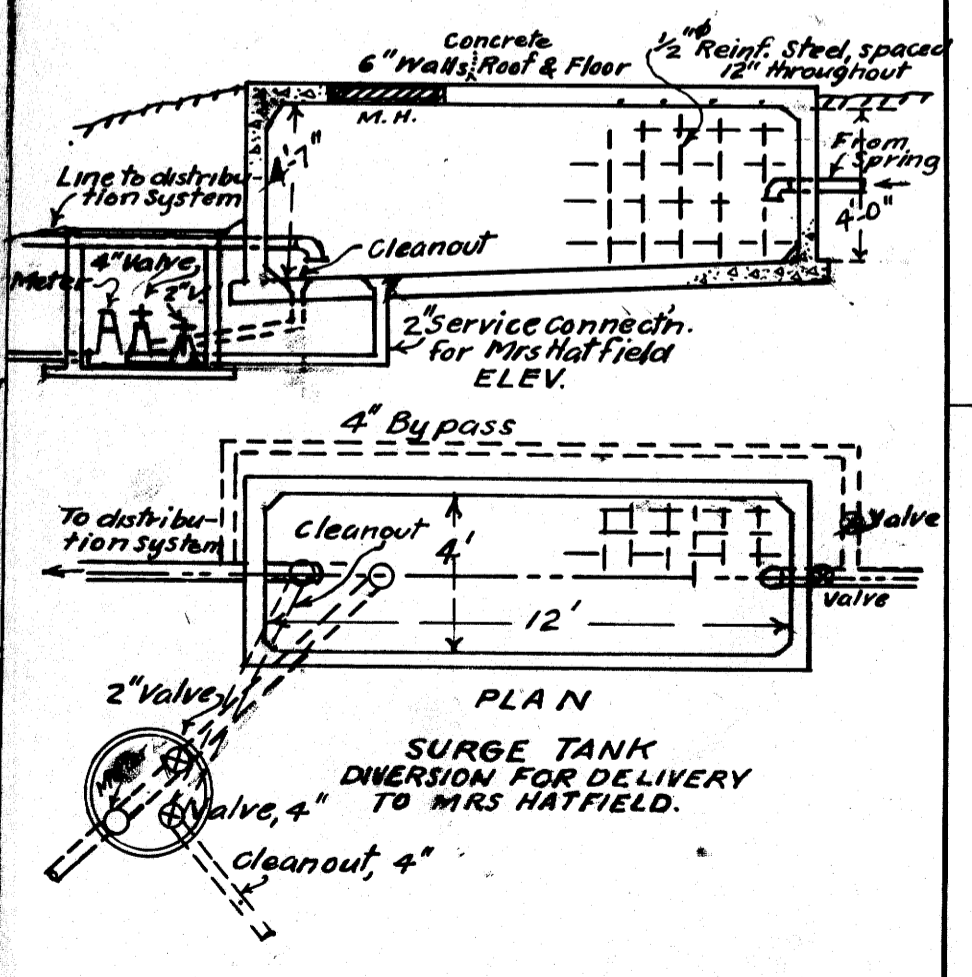 Concrete
6" Walls, Roof & Floor
1/2"ϕ Reinf. Steel, spaced
12" throughout
M. H.
4'-7"
From
Spring
4'-0"
Line to distribu-
tion system
Cleanout
Meter
4" Valve
2" V.
2" Service Connect'n.
for Mrs Hatfield
ELEV.
4" By pass
To distribu-
tion system
Cleanout
4'
Valve
12'
Valve
PLAN
2" Valve
SURGE TANK
DIVERSION FOR DELIVERY
TO MRS HATFIELD.
Meter
Valve, 4"
Cleanout, 4"